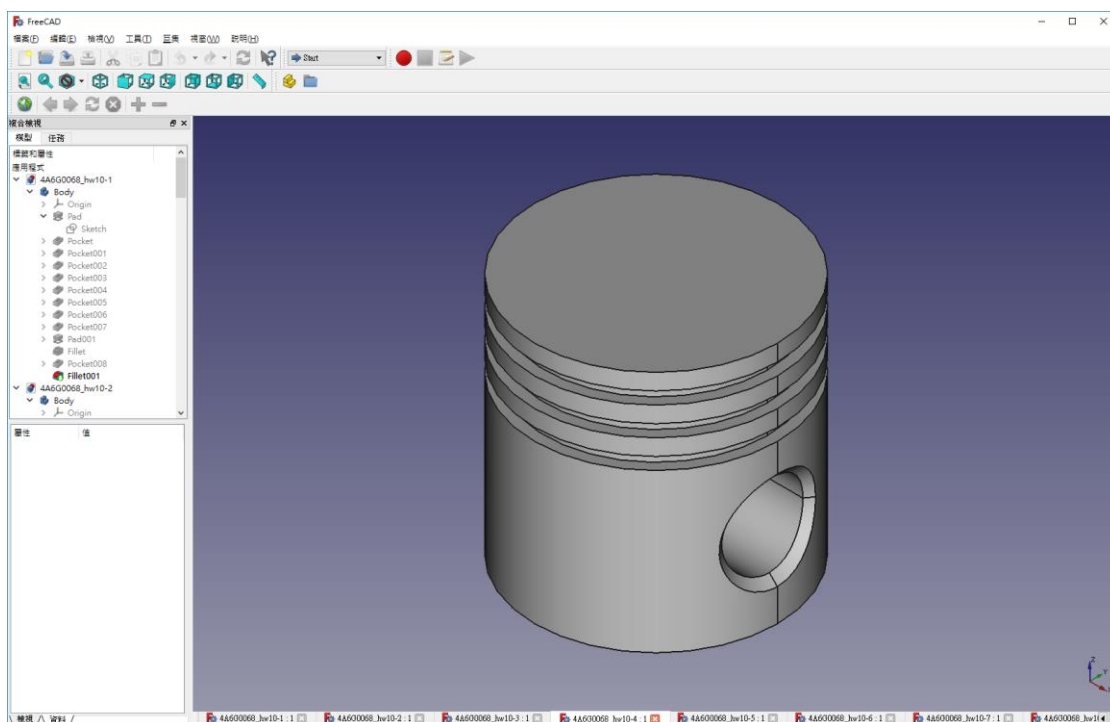 FreeCAD
檔案(F) 編輯(E) 檢視(V) 工具(T) 巨集 視窗(W) 說明(H)
Start
複合檢視
模型 任務
標籤和屬性
應用程式
4A6G0068_hw10-1
Body
Origin
Pad
Sketch
Pocket
Pocket001
Pocket002
Pocket003
Pocket004
Pocket005
Pocket006
Pocket007
Pad001
Fillet
Pocket008
Fillet001
4A6G0068_hw10-2
Body
Origin
屬性 值
Z
Y
檢視 資料
4A6G0068_hw10-1 : 1 4A6G0068_hw10-2 : 1 4A6G0068_hw10-3 : 1 4A6G0068_hw10-4 : 1 4A6G0068_hw10-5 : 1 4A6G0068_hw10-6 : 1 4A6G0068_hw10-7 : 1